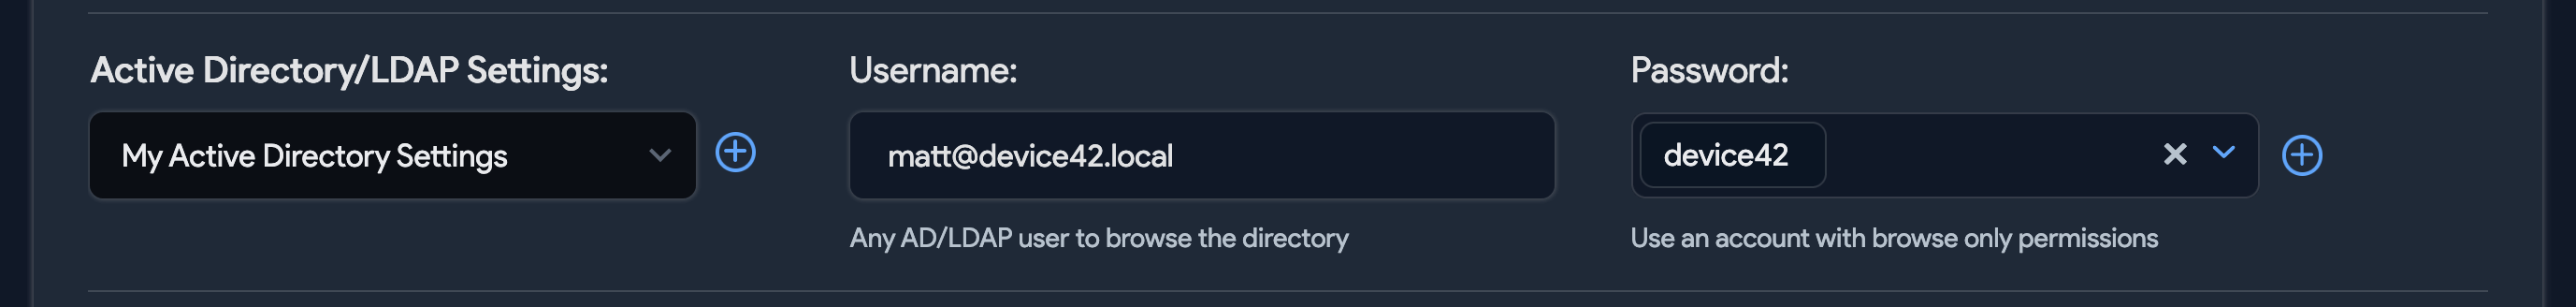 Active Directory/LDAP Settings:
Username:
Password:
My Active Directory Settings
matt@device42.local
device42
Any AD/LDAP user to browse the directory
Use an account with browse only permissions